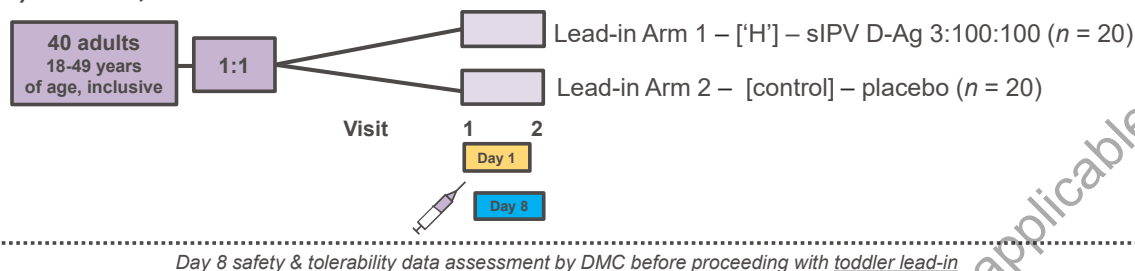 40 adults
18-49 years
of age, inclusive
1:1
Lead-in Arm 1 – ['H'] – sIPV D-Ag 3:100:100 (n = 20)
Lead-in Arm 2 – [control] – placebo (n = 20)
Visit 1 2
Day 1
Day 8
Day 8 safety & tolerability data assessment by DMC before proceeding with toddler lead-in
applicable